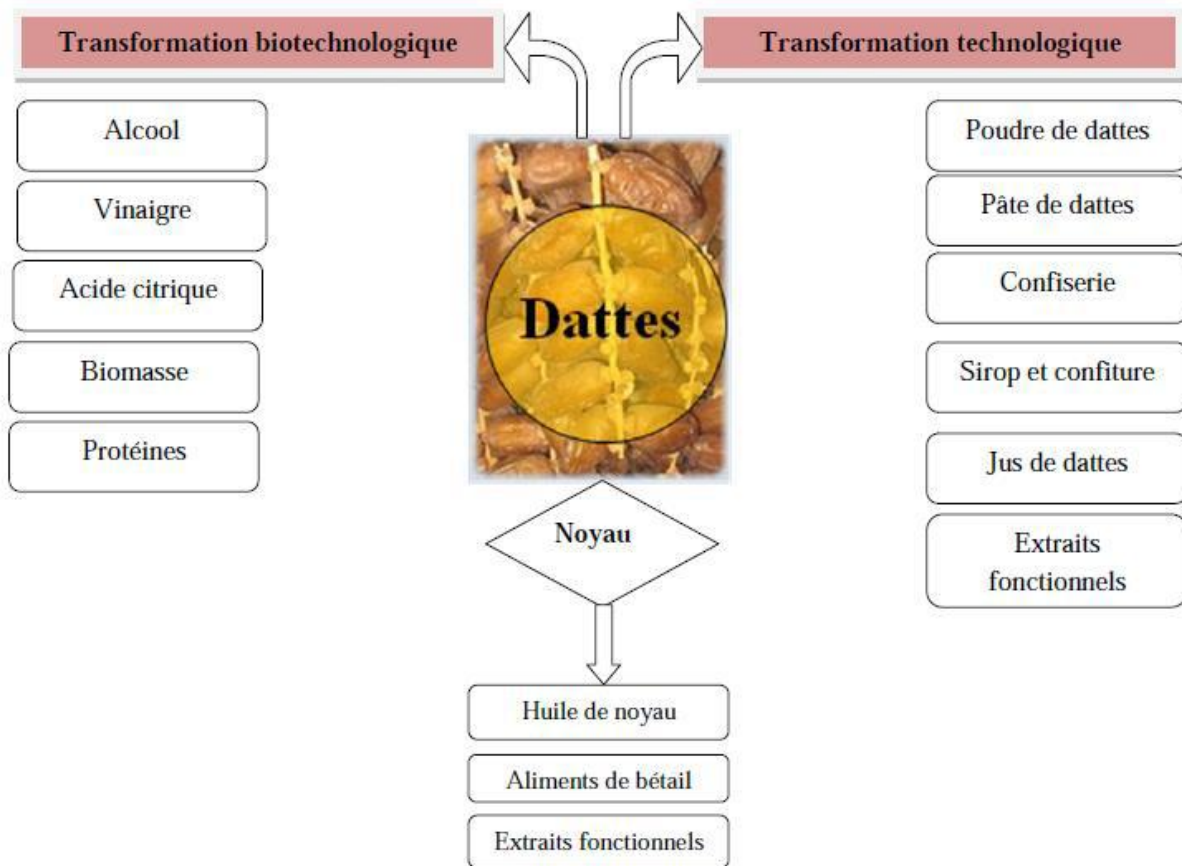 Transformation biotechnologique
Transformation technologique
Alcool
Vinaigre
Acide citrique
Biomasse
Protéines
Dattes
Poudre de dattes
Pâte de dattes
Confiserie
Sirop et confiture
Jus de dattes
Extraits
fonctionnels
Noyau
Huile de noyau
Aliments de bétail
Extraits fonctionnels